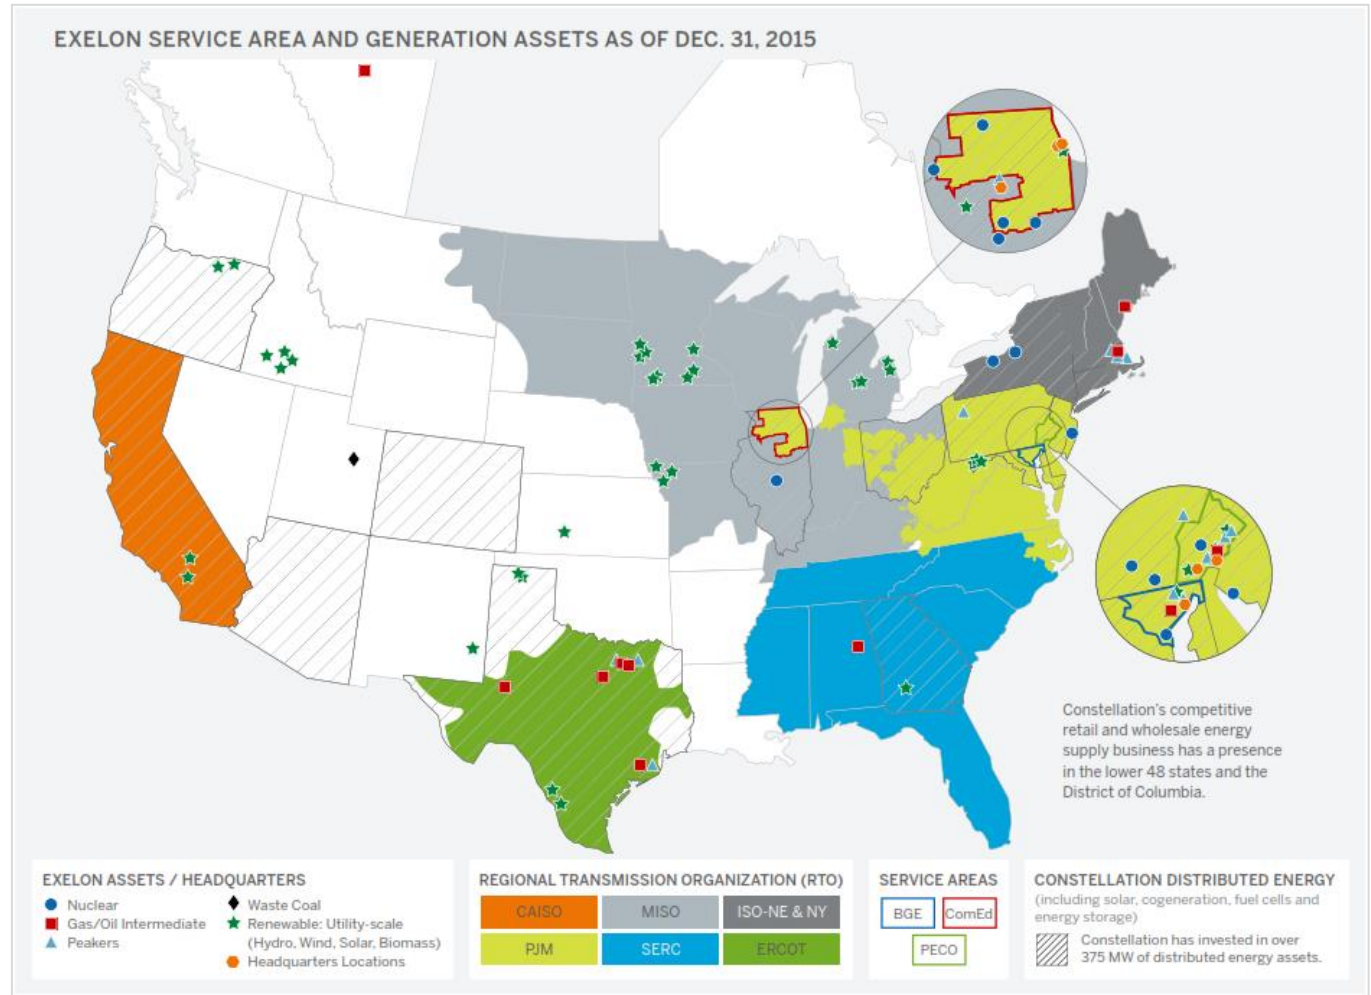 EXELON SERVICE AREA AND GENERATION ASSETS AS OF DEC. 31, 2015
Constellation's competitive
retail and wholesale energy
supply business has a presence
in the lower 48 states and the
District of Columbia.
EXELON ASSETS / HEADQUARTERS
Nuclear
Gas/Oil Intermediate
Peakers
Waste Coal
Renewable: Utility-scale
(Hydro, Wind, Solar, Biomass)
Headquarters Locations
REGIONAL TRANSMISSION ORGANIZATION (RTO)
CAISO
MISO
ISO-NE & NY
PJM
SERC
ERCOT
SERVICE AREAS
BGE
ComEd
PECO
CONSTELLATION DISTRIBUTED ENERGY
(including solar, cogeneration, fuel cells and
energy storage)
Constellation has invested in over
375 MW of distributed energy assets.